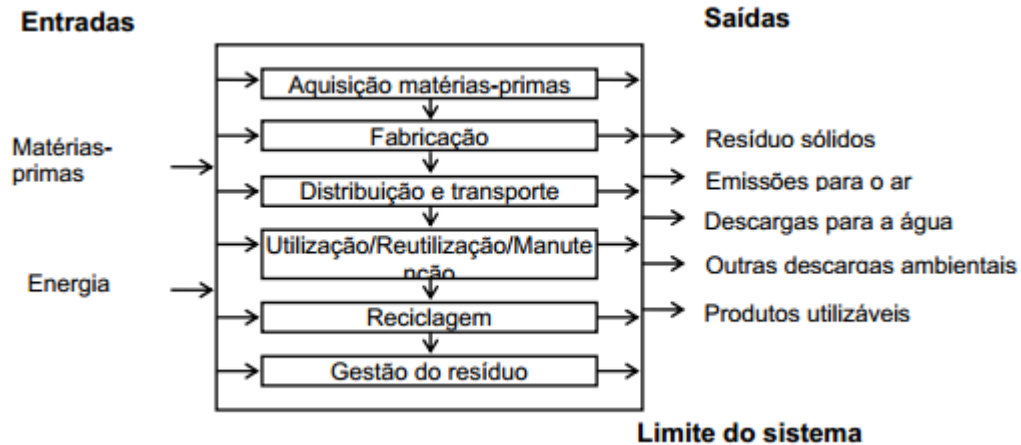 Entradas
Saídas
Aquisição matérias-primas
Fabricação
Distribuição e transporte
Utilização/Reutilização/Manute
nção
Reciclagem
Gestão do resíduo
Matérias-
primas
Energia
Resíduo sólidos
Emissões para o ar
Descargas para a água
Outras descargas ambientais
Produtos utilizáveis
Limite do sistema